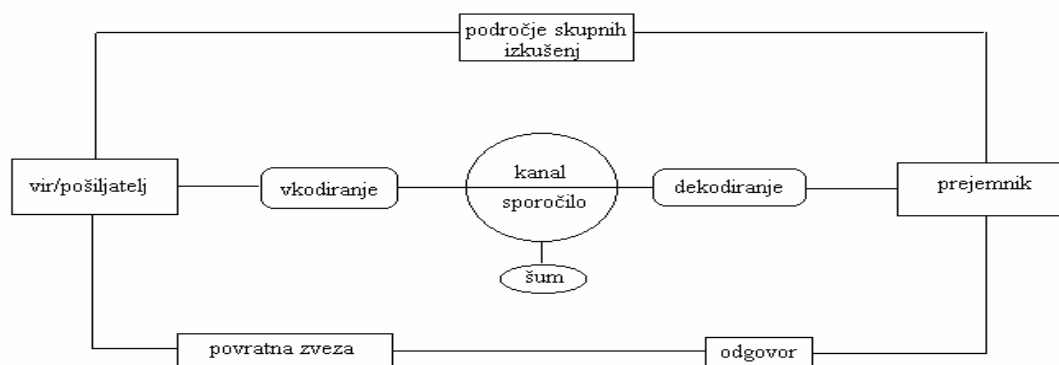 področje skupnih
izkušenj
vir/pošiljatelj
vkodiranje
kanal
sporočilo
dekodiranje
prejemnik
šum
povratna zveza
odgovor